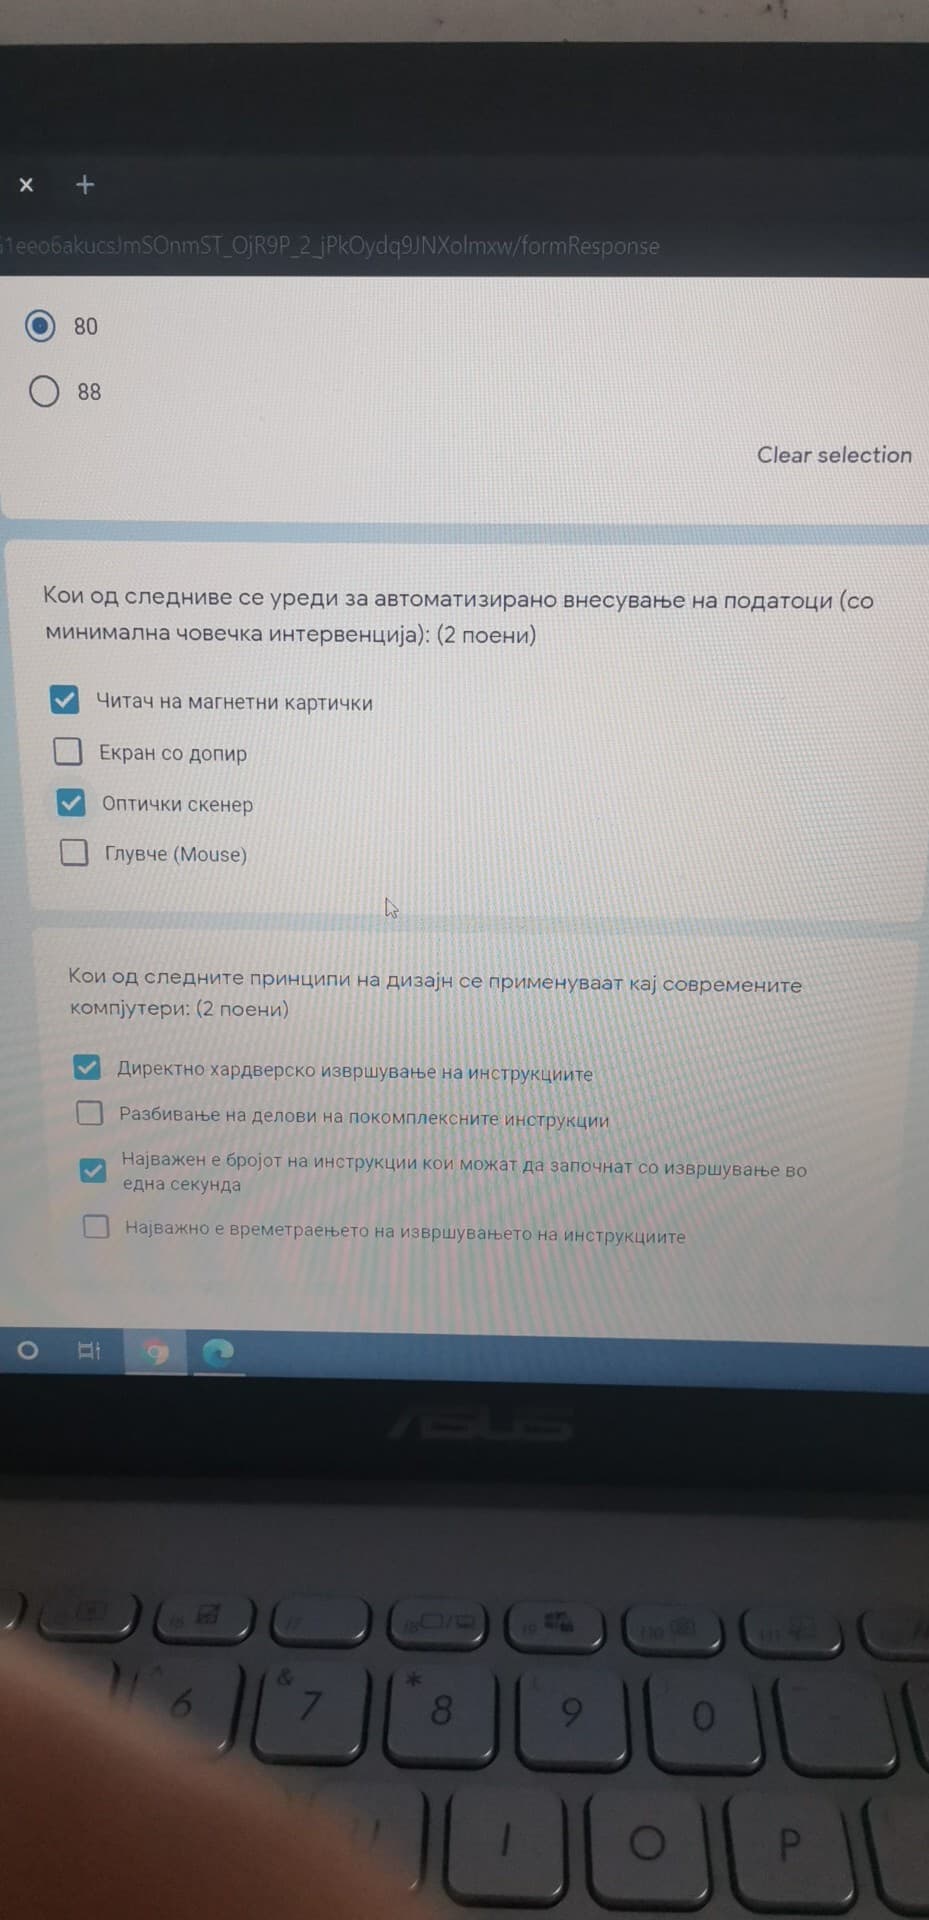 × +
1eeo6akucsJmSOnmST_OjR9P_2_jPkOydq9JNXolmxw/formResponse
80
88
Clear selection
Кои од следниве се уреди за автоматизирано внесување на податоци (со
минимална човечка интервенција): (2 поени)
Читач на магнетни картички
Екран со допир
Оптички скенер
Глувче (Mouse)
Кои од следните принципи на дизајн се применуваат кај современите
компјутери: (2 поени)
Директно хардверско извршување на инструкциите
Разбивање на делови на покомплексните инструкции
Најважен е бројот на инструкции кои можат да започнат со извршување во
една секунда
Најважно е времетраењето на извршувањето на инструкциите
ASUS
6 & 7 * 8 9 0
I O P